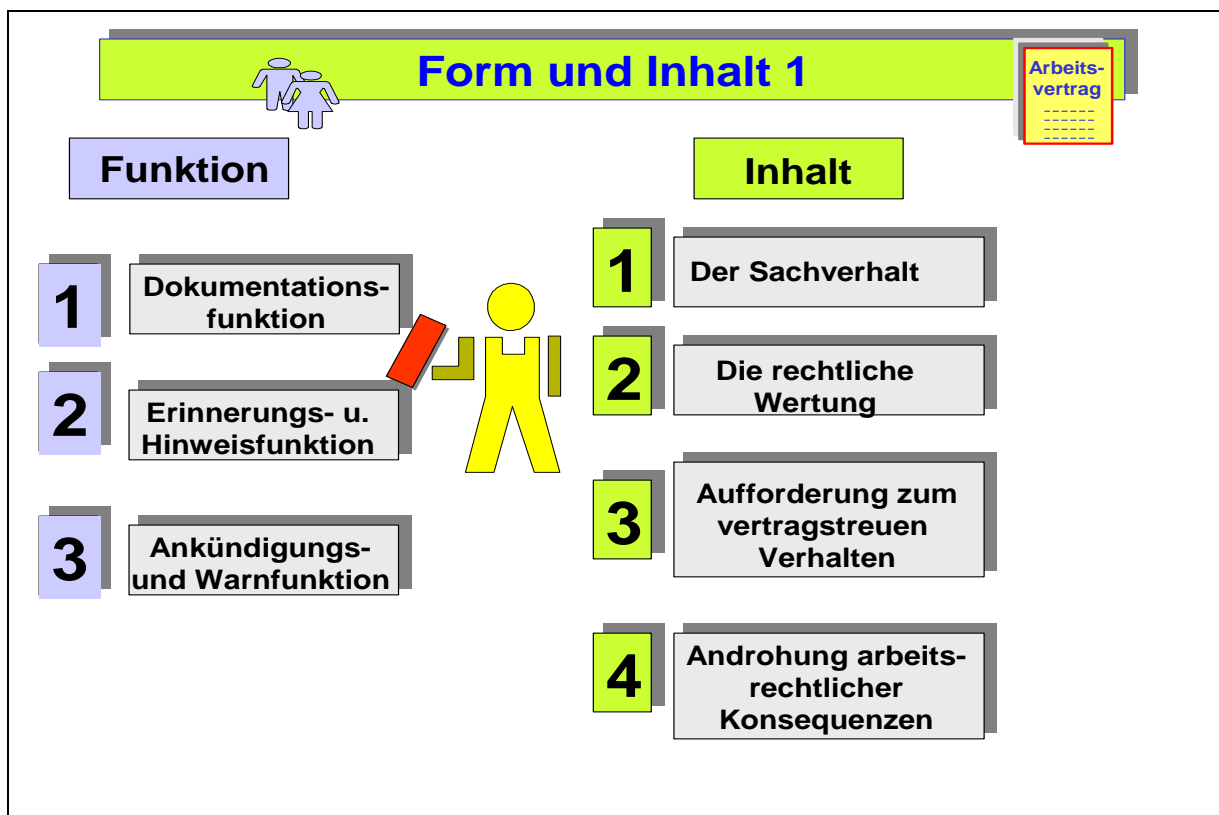 Form und Inhalt 1
Arbeits-
vertrag
Funktion
1
Dokumentations-
funktion
2
Erinnerungs- u.
Hinweisfunktion
3
Ankündigungs-
und Warnfunktion
Inhalt
1
Der Sachverhalt
2
Die rechtliche
Wertung
3
Aufforderung zum
vertragstreuen
Verhalten
4
Androhung arbeits-
rechtlicher
Konsequenzen